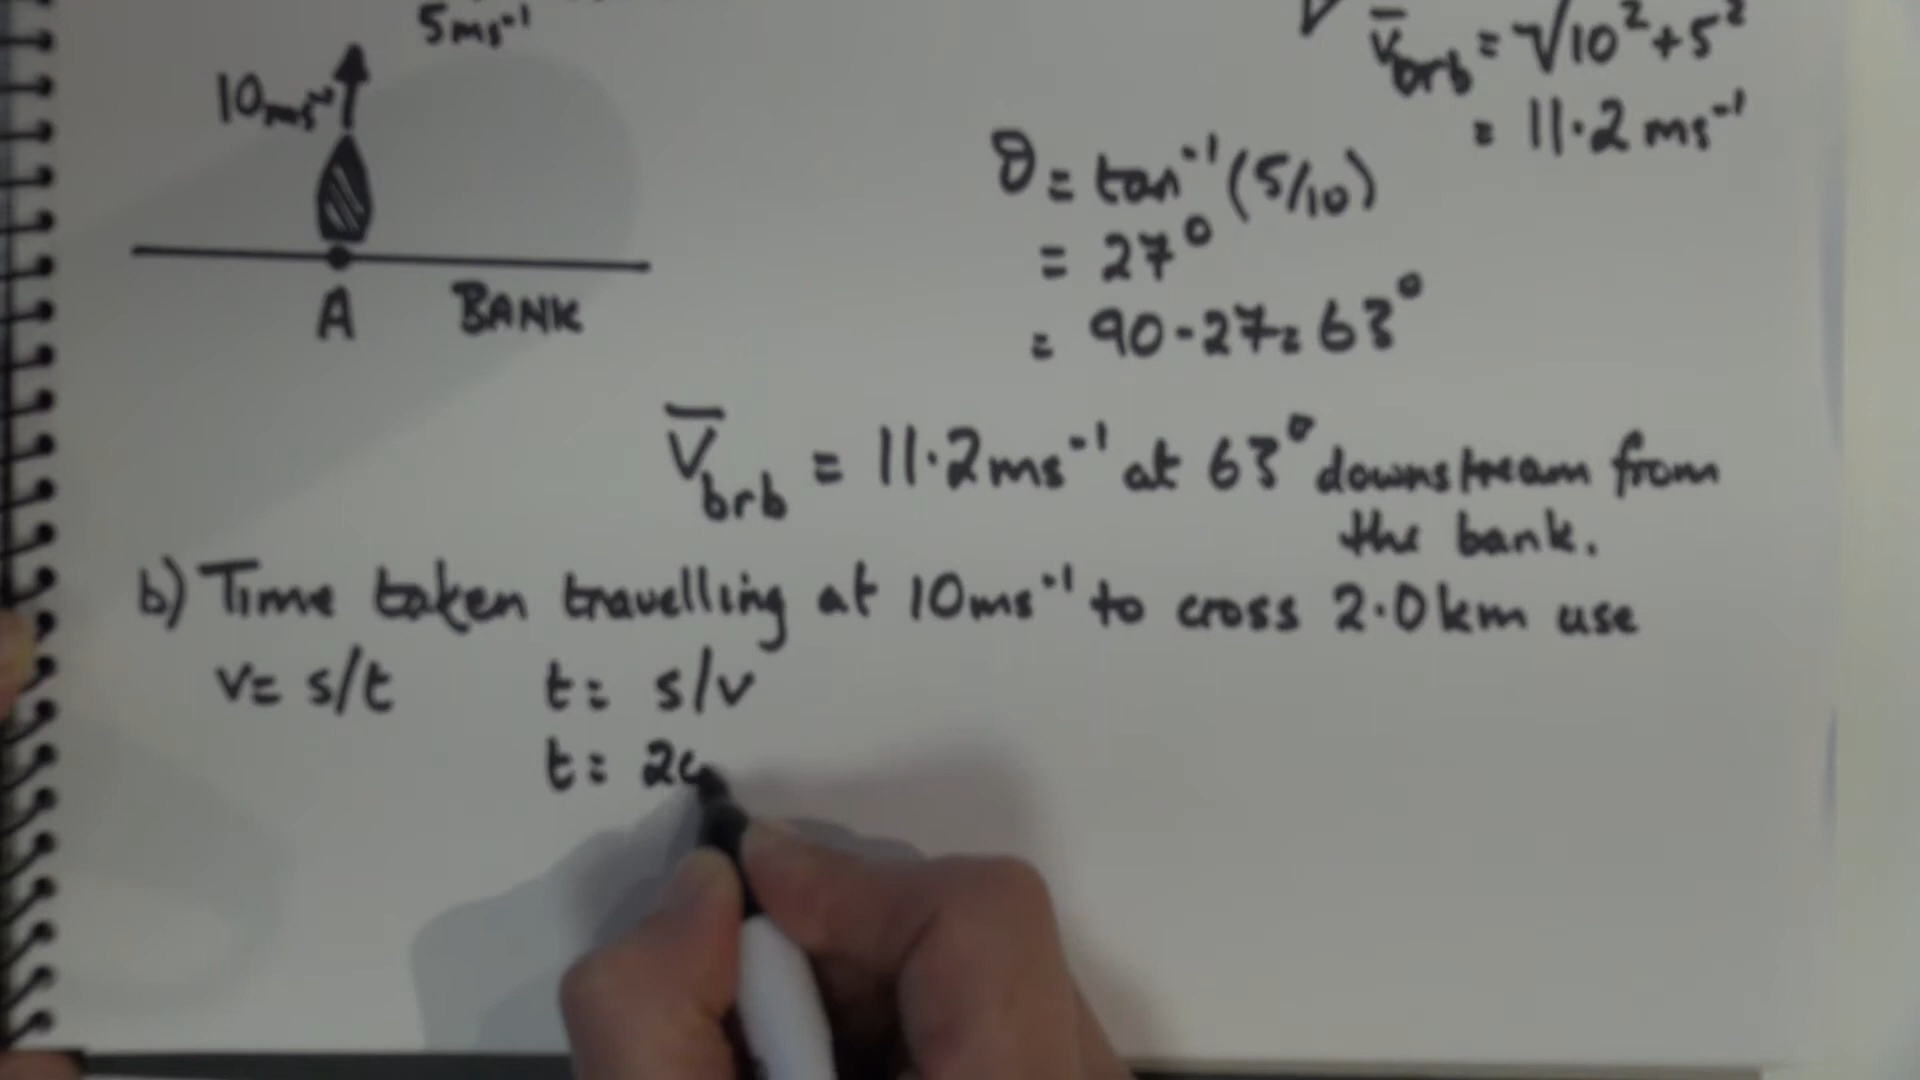 5ms⁻¹
10ms⁻¹
A BANK
V̅brb = √10²+5²
= 11.2 ms⁻¹
θ = tan⁻¹(5/10)
= 27°
= 90-27= 63°
V̅brb = 11.2ms⁻¹ at 63° downstream from
the bank.
b) Time taken travelling at 10ms⁻¹ to cross 2.0km use
v= s/t t= s/v
t= 20